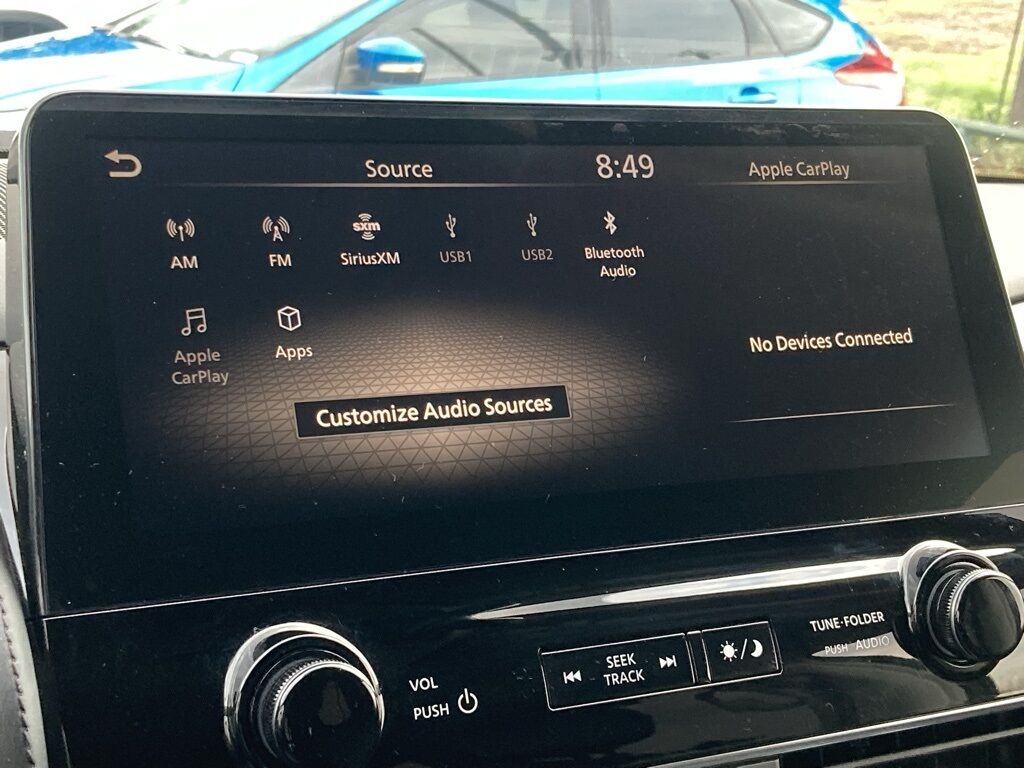 Source
8:49
Apple CarPlay
AM
FM
sxm
SiriusXM
USB1
USB2
Bluetooth
Audio
Apple
CarPlay
Apps
No Devices Connected
Customize Audio Sources
VOL
PUSH
SEEK
TRACK
TUNE·FOLDER
PUSH AUDIO